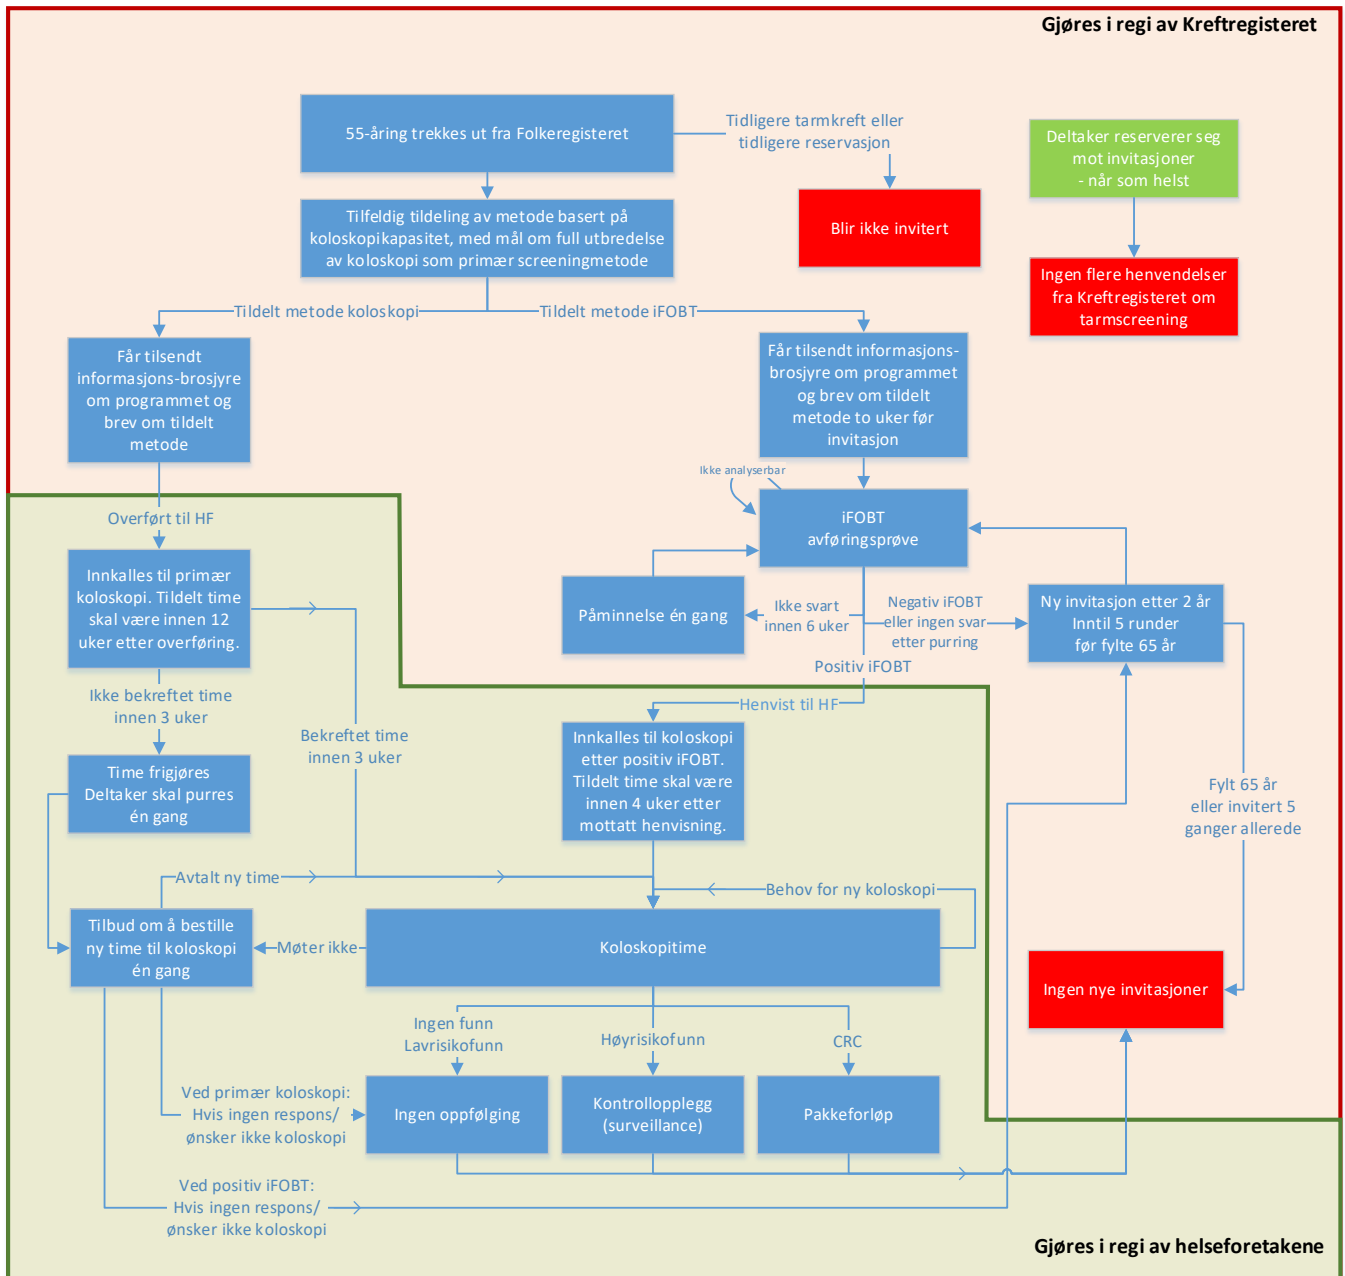 Gjøres i regi av Kreftregisteret
55-åring trekkes ut fra Folkeregisteret
Tidligere tarmkreft eller
tidligere reservasjon
Deltaker reserverer seg
mot invitasjoner
- når som helst
Tilfeldig tildeling av metode basert på
koloskopikapasitet, med mål om full utbredelse
av koloskopi som primær screeningmetode
Blir ikke invitert
Ingen flere henvendelser
fra Kreftregisteret om
tarmscreening
Tildelt metode koloskopi
Tildelt metode iFOBT
Får tilsendt
informasjons-brosjyre
om programmet og
brev om tildelt
metode
Får tilsendt informasjons-
brosjyre om programmet
og brev om tildelt
metode to uker før
invitasjon
Ikke analyserbar
Overført til HF
iFOBT
avføringsprøve
Innkalles til primær
koloskopi. Tildelt time
skal være innen 12
uker etter overføring.
Påminnelse én gang
Ikke svart
innen 6 uker
Negativ iFOBT
eller ingen svar
etter purring
Ny invitasjon etter 2 år
Inntil 5 runder
før fylte 65 år
Positiv iFOBT
Ikke bekreftet time
innen 3 uker
Henvist til HF
Bekreftet time
innen 3 uker
Innkalles til koloskopi
etter positiv iFOBT.
Tildelt time skal være
innen 4 uker etter
mottatt henvisning.
Time frigjøres
Deltaker skal purres
én gang
Fylt 65 år
eller invitert 5
ganger allerede
Avtalt ny time
Behov for ny koloskopi
Tilbud om å bestille
ny time til koloskopi
én gang
Møter ikke
Koloskopitime
Ingen nye invitasjoner
Ingen funn
Lavrisikofunn
Høyrisikofunn
CRC
Ved primær koloskopi:
Hvis ingen respons/
ønsker ikke koloskopi
Ingen oppfølging
Kontrollopplegg
(surveillance)
Pakkeforløp
Ved positiv iFOBT:
Hvis ingen respons/
ønsker ikke koloskopi
Gjøres i regi av helseforetakene